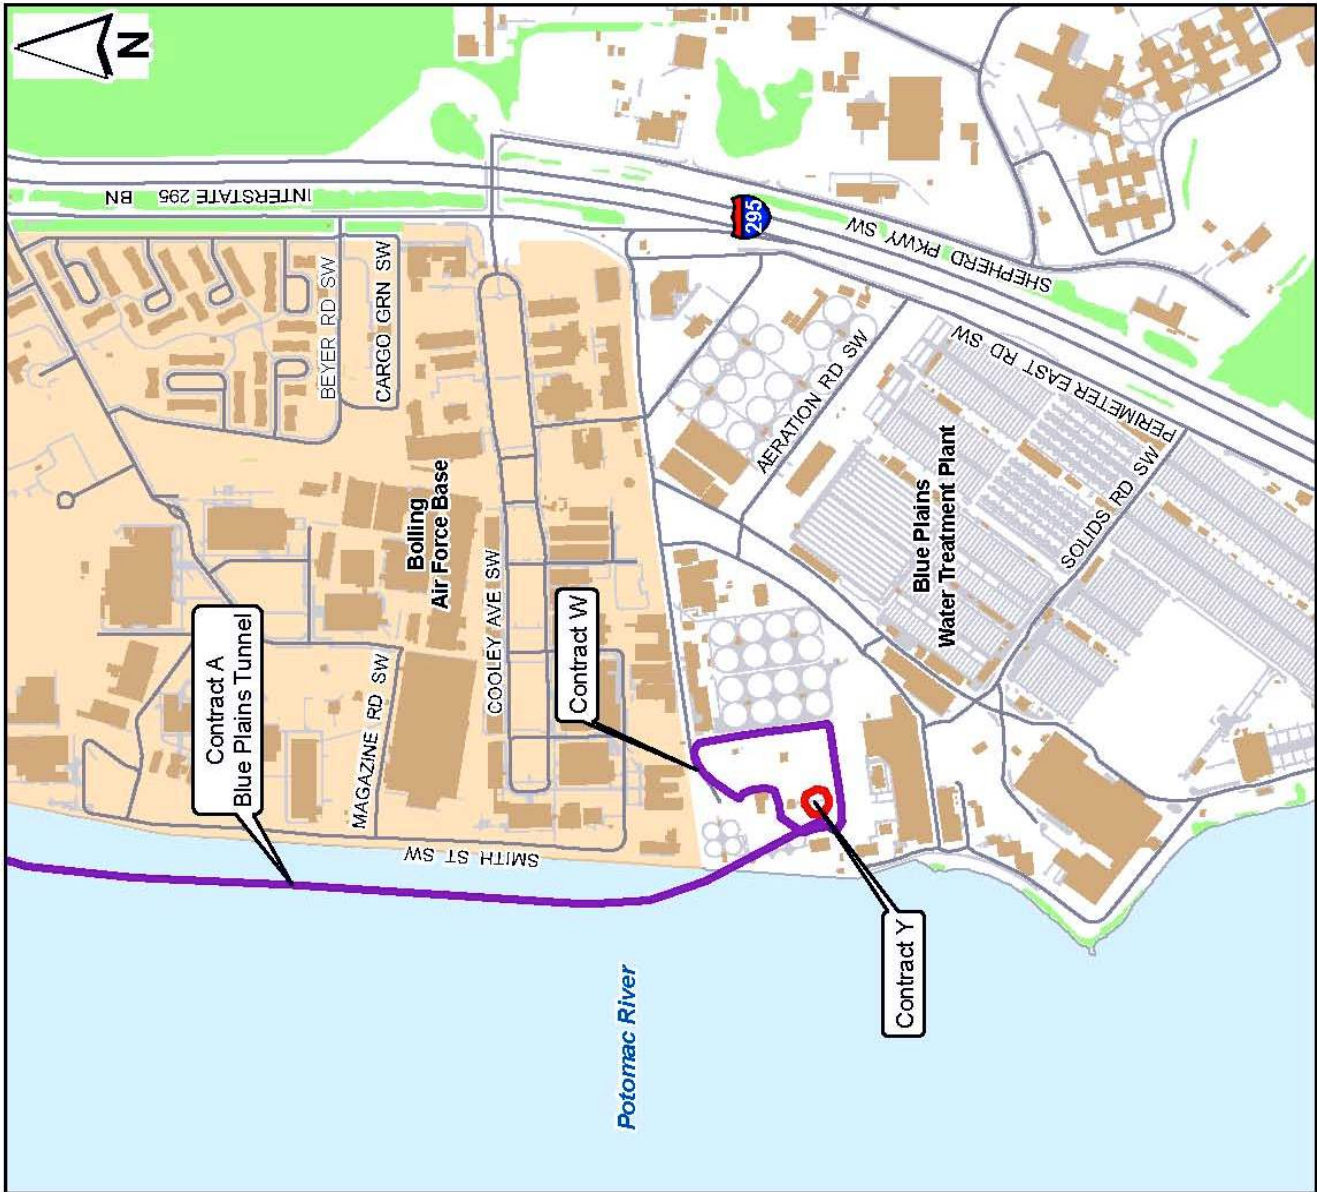 N
INTERSTATE 295 BN
BEYER RD SW
CARGO GRN SW
295
SHEPHERD PKWY SW
Bolling
Air Force Base
COOLEY AVE SW
Contract A
Blue Plains Tunnel
MAGAZINE RD SW
SMITH ST SW
Contract W
AERATION RD SW
PERIMETER EAST RD SW
Blue Plains
Water Treatment Plant
SOLIDS RD SW
Contract Y
Potomac River